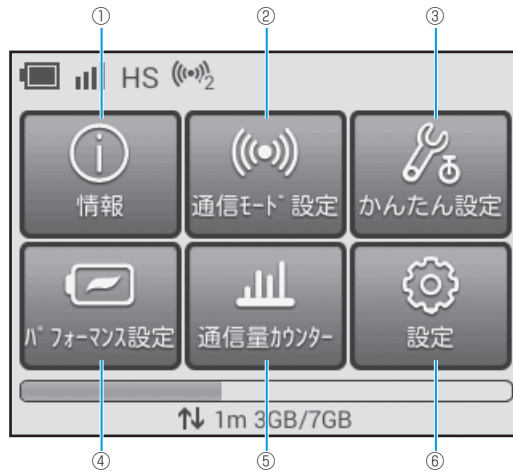 ① ② ③
HS 2
情報 通信ﾓｰﾄﾞ設定 かんたん設定
ﾊﾟﾌｫｰﾏﾝｽ設定 通信量ｶｳﾝﾀｰ 設定
1m 3GB/7GB
④ ⑤ ⑥